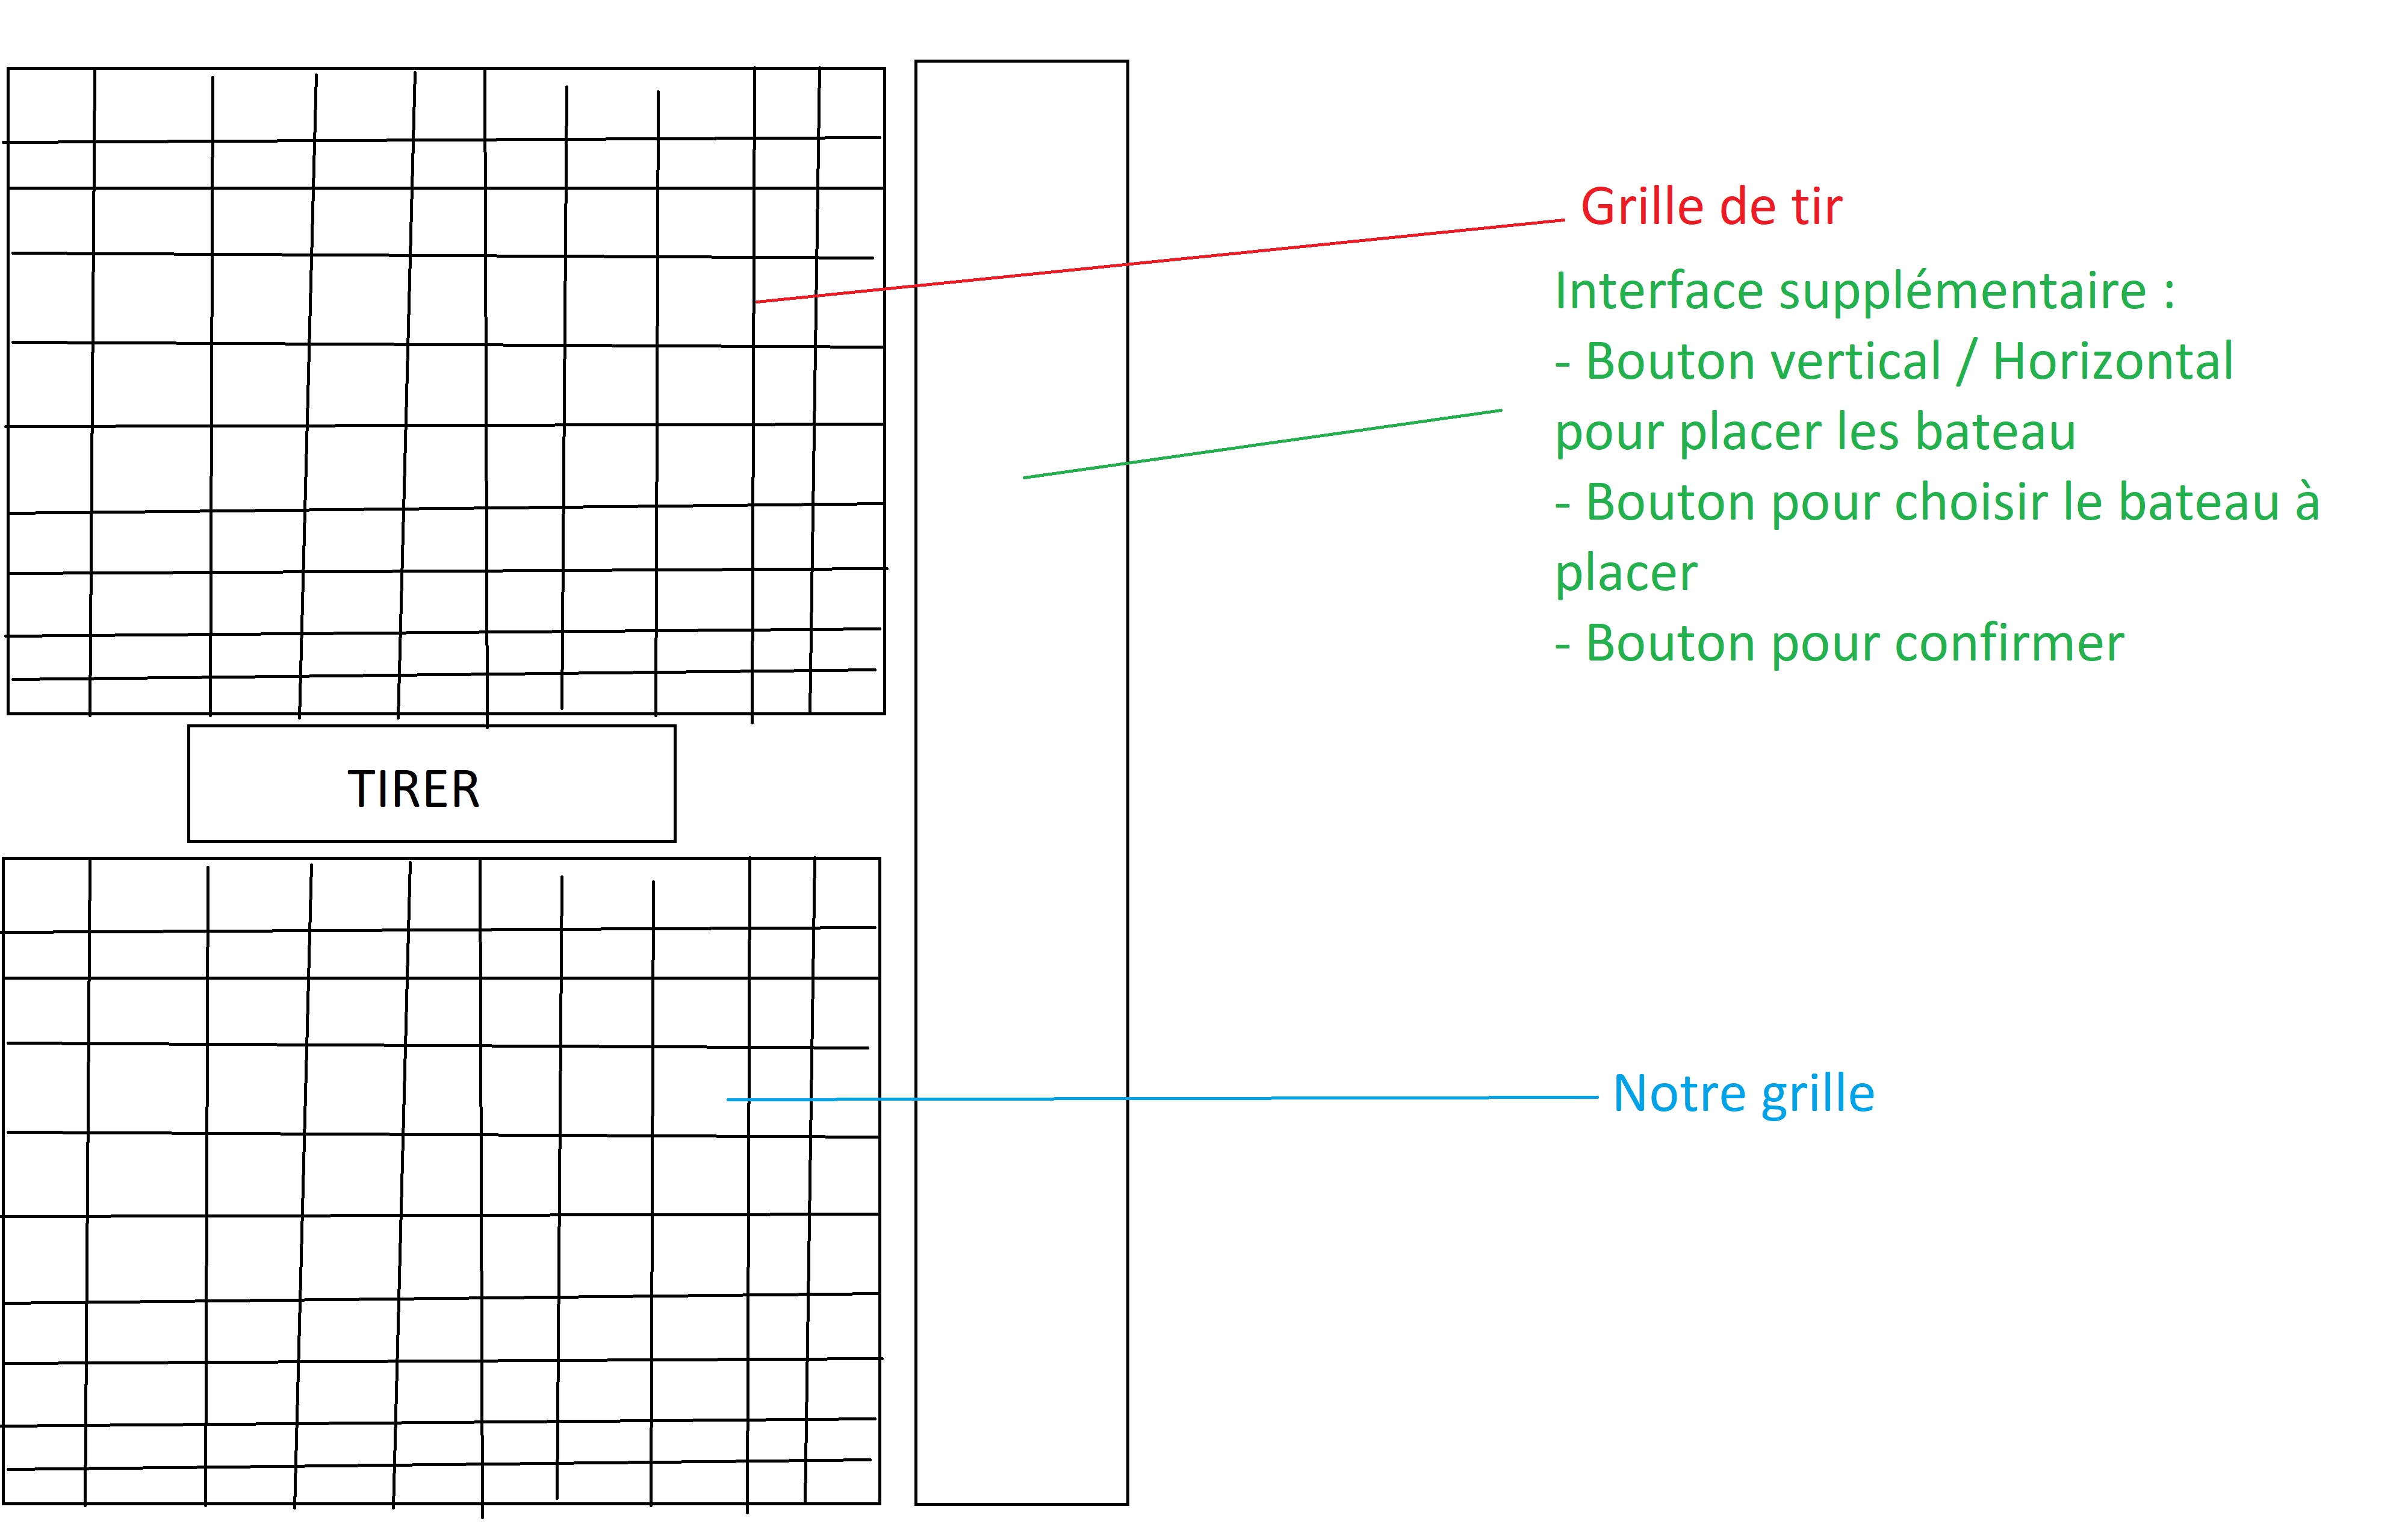 Grille de tir
Interface supplémentaire :
- Bouton vertical / Horizontal
pour placer les bateau
- Bouton pour choisir le bateau à
placer
- Bouton pour confirmer
TIRER
Notre grille